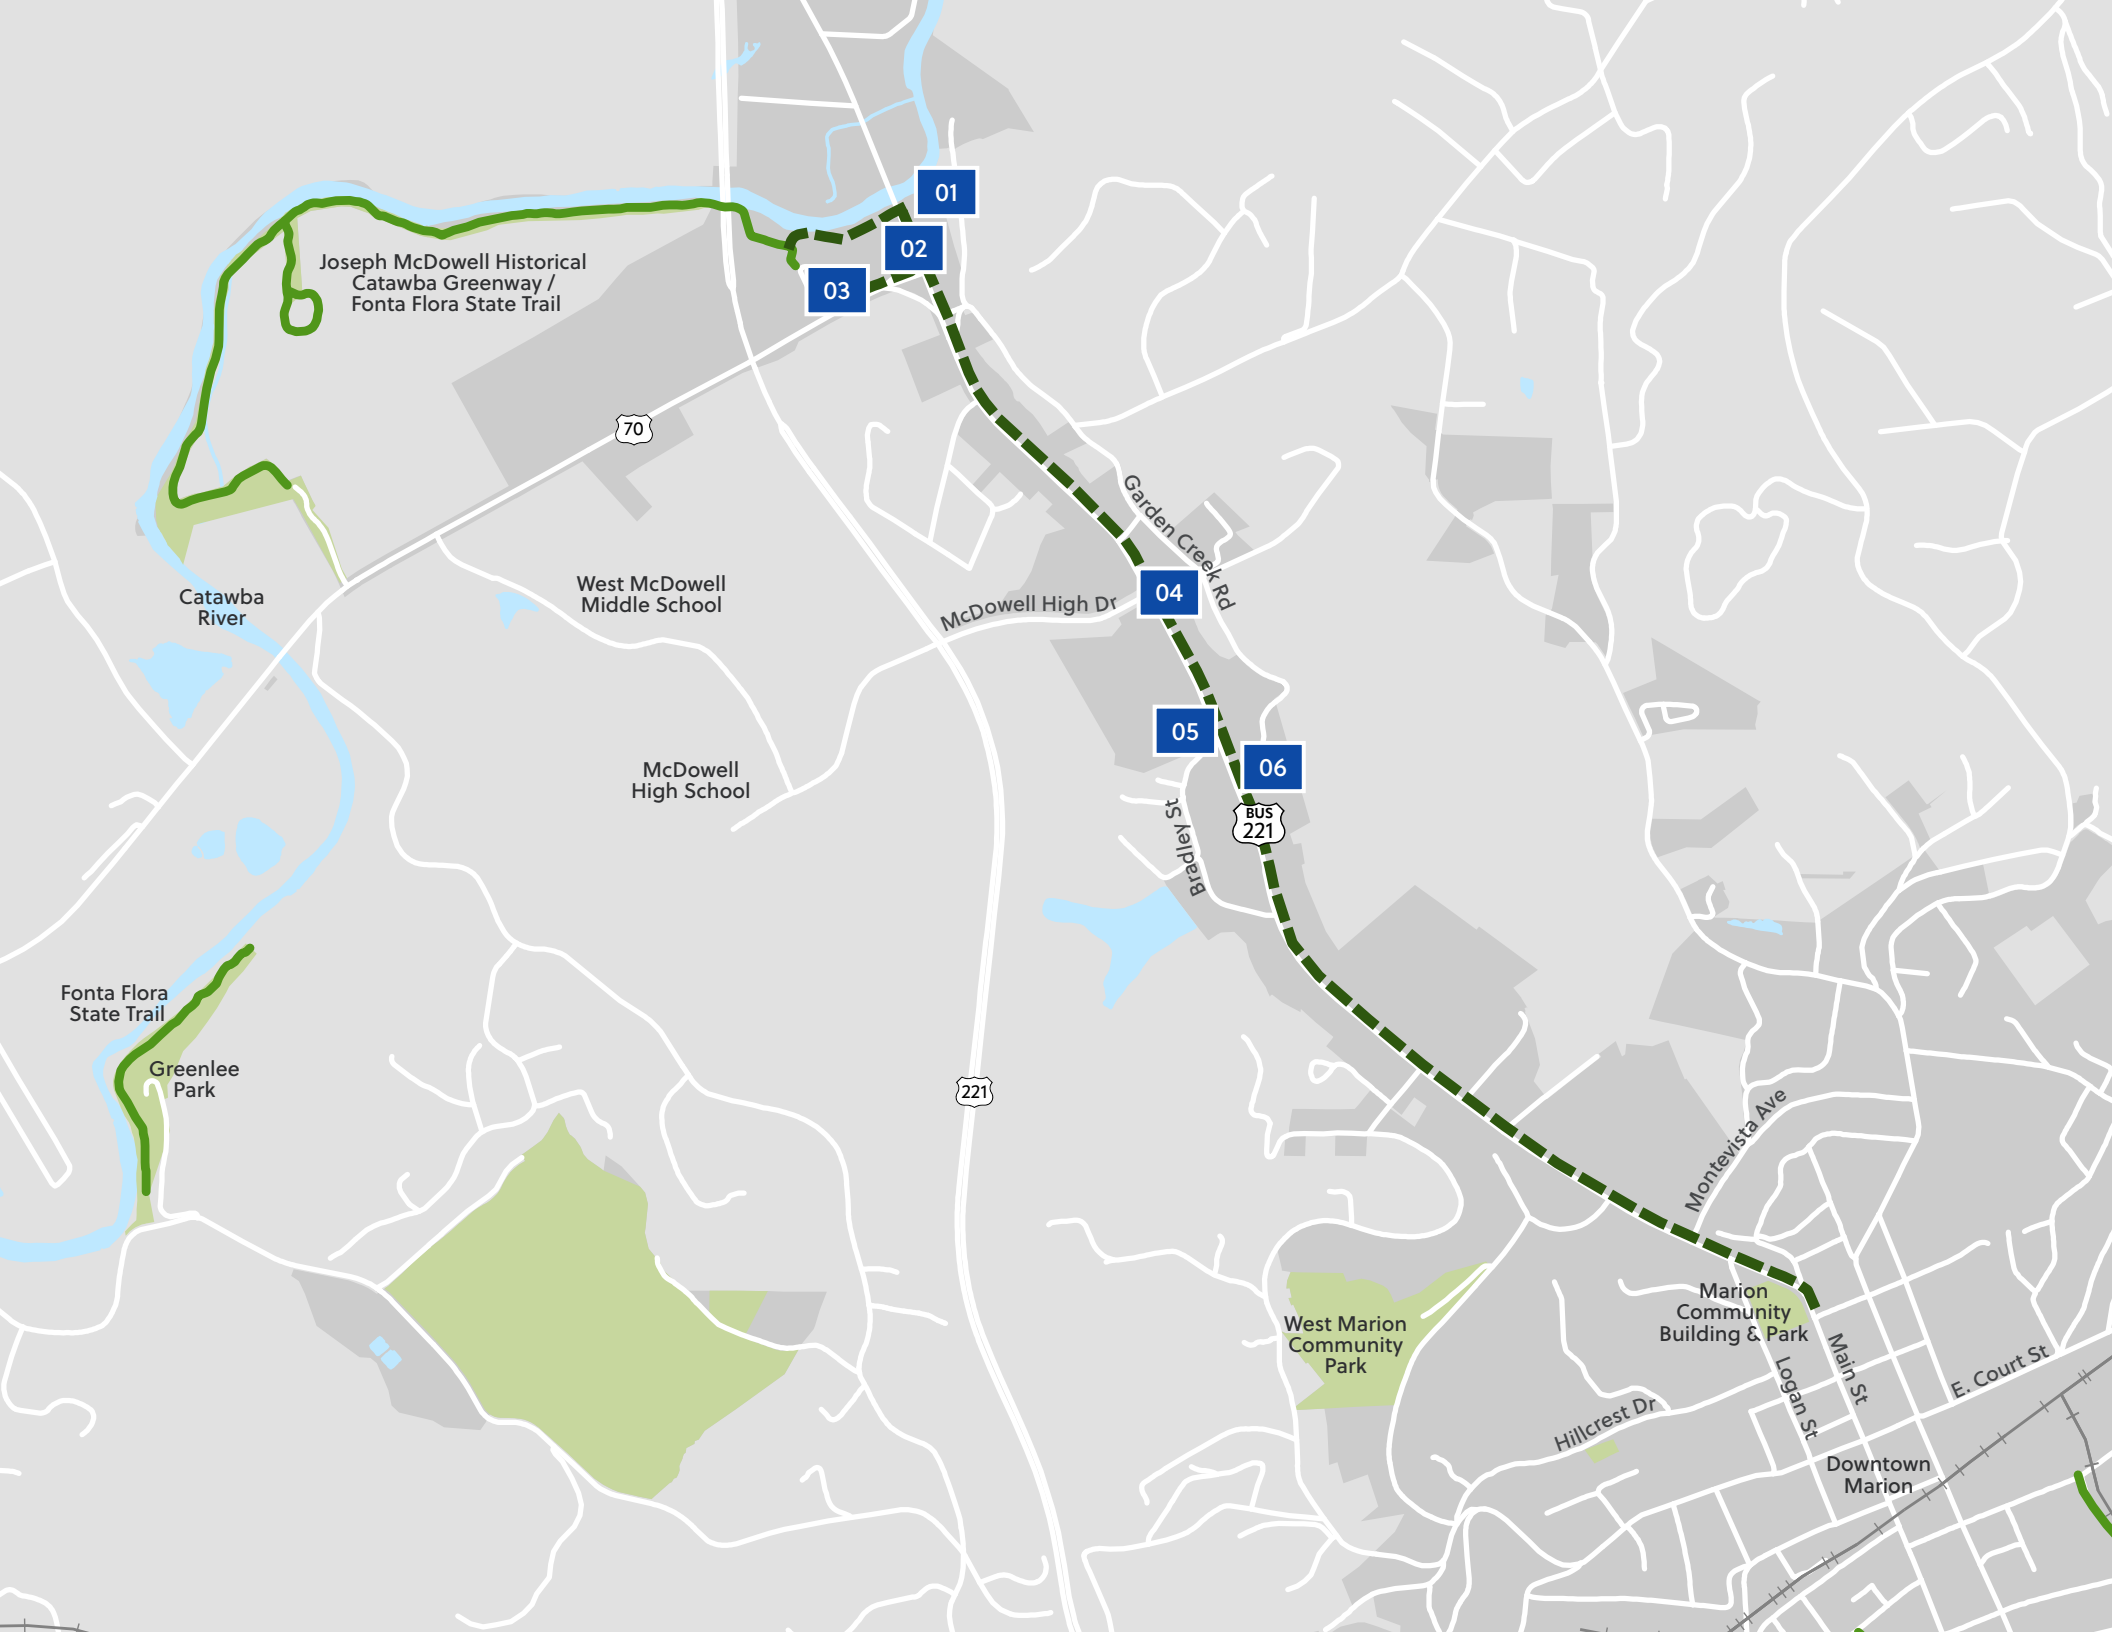 01
02
03
Joseph McDowell Historical
Catawba Greenway /
Fonta Flora State Trail
70
Garden Creek Rd
West McDowell
Middle School
Catawba
River
McDowell High Dr
04
05
06
McDowell
High School
BUS
221
Bradley St
Fonta Flora
State Trail
Greenlee
Park
221
Montevista Ave
Marion
Community
Building & Park
West Marion
Community
Park
Main St
Logan St
E. Court St
Hillcrest Dr
Downtown
Marion